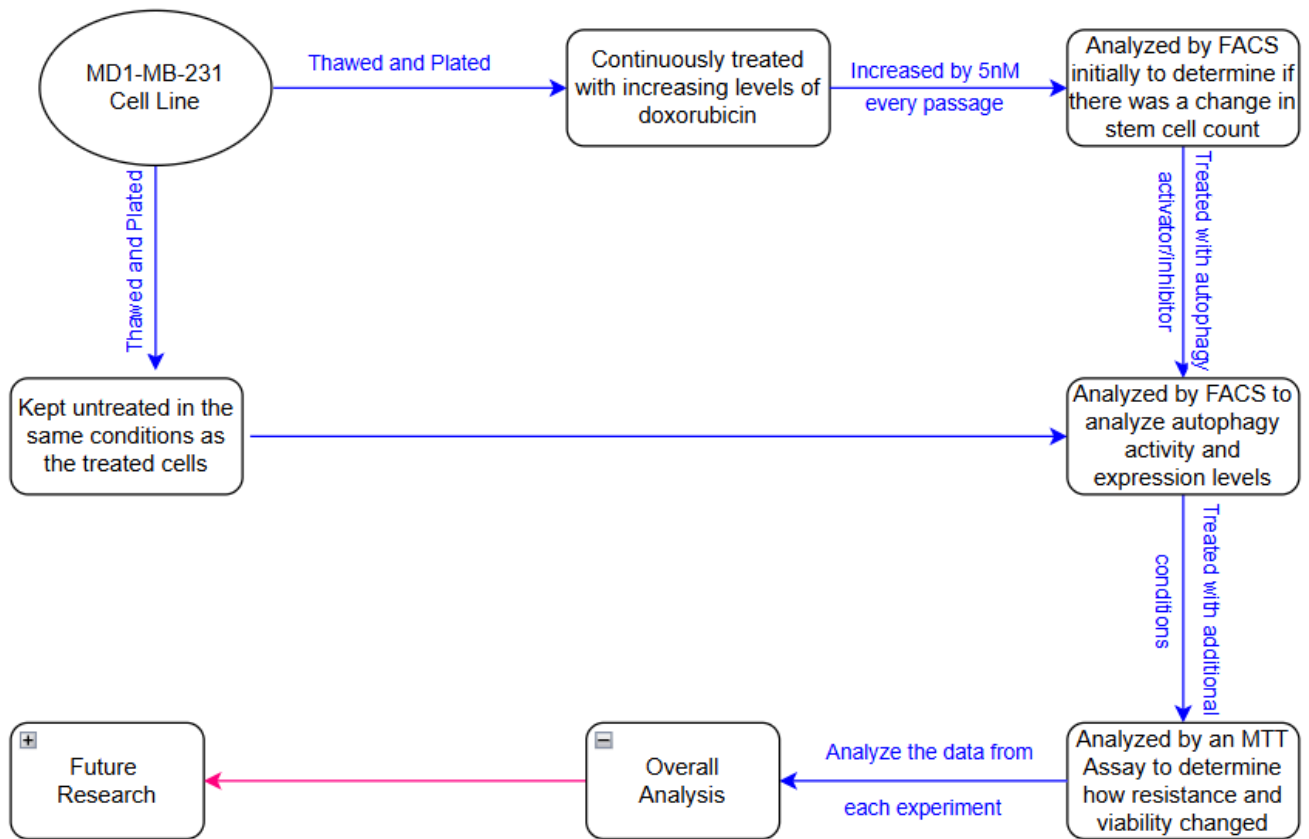 MD1-MB-231
Cell Line
Thawed and Plated
Continuously treated
with increasing levels of
doxorubicin
Increased by 5nM
every passage
Analyzed by FACS
initially to determine if
there was a change in
stem cell count
Thawed and Plated
Treated with autophagy
activator/inhibitor
Kept untreated in the
same conditions as
the treated cells
Analyzed by FACS to
analyze autophagy
activity and
expression levels
Treated with additional
conditions
Analyzed by an MTT
Assay to determine
how resistance and
viability changed
Analyze the data from
each experiment
Overall
Analysis
Future
Research